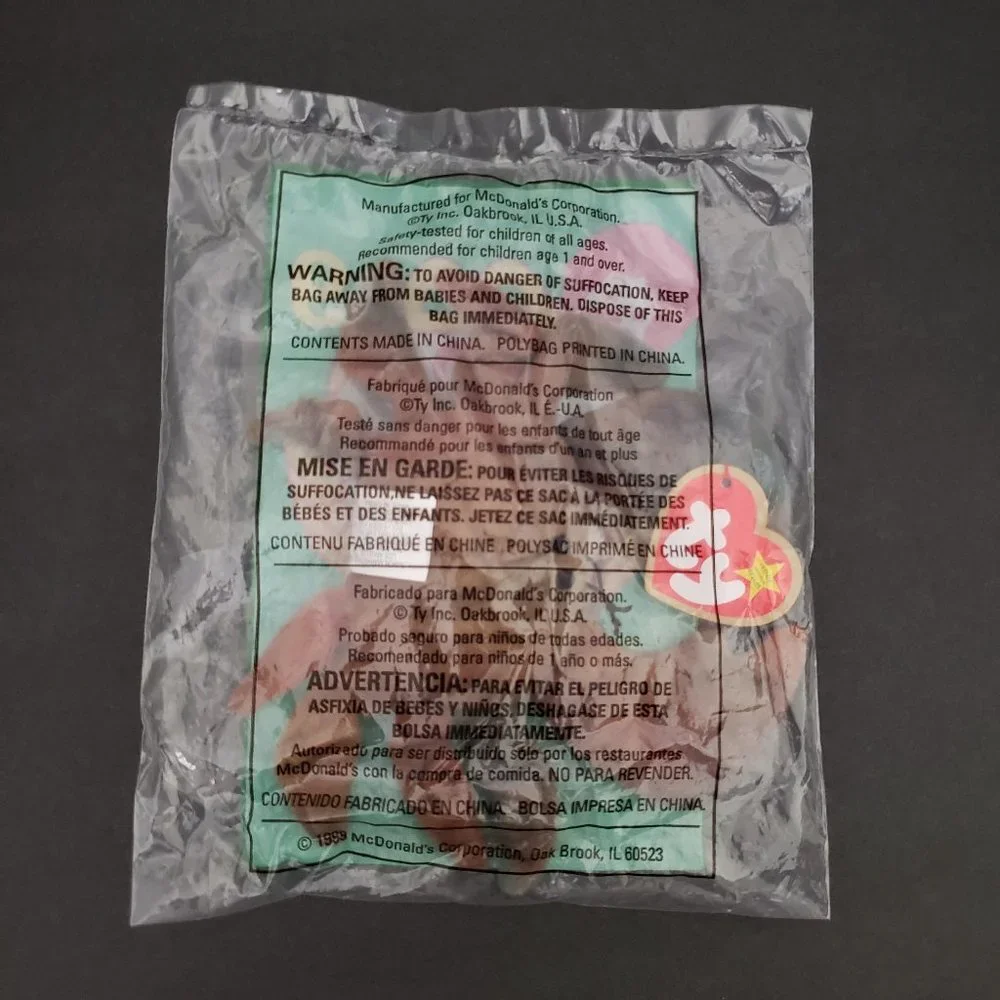 Manufactured for McDonald's Corporation.
©Ty Inc. Oakbrook, IL U.S.A.
Safety-tested for children of all ages.
Recommended for children age 1 and over.
WARNING: TO AVOID DANGER OF SUFFOCATION, KEEP
BAG AWAY FROM BABIES AND CHILDREN. DISPOSE OF THIS
BAG IMMEDIATELY.
CONTENTS MADE IN CHINA. POLYBAG PRINTED IN CHINA.
Fabriqué pour McDonald's Corporation
©Ty Inc. Oakbrook, IL É.-U.A.
Testé sans danger pour les enfants de tout âge
Recommandé pour les enfants d'un an et plus
MISE EN GARDE: POUR ÉVITER LES RISQUES DE
SUFFOCATION,NE LAISSEZ PAS CE SAC À LA PORTÉE DES
BÉBÉS ET DES ENFANTS. JETEZ CE SAC IMMÉDIATEMENT.
CONTENU FABRIQUÉ EN CHINE. POLYSAC IMPRIMÉ EN CHINE
ty
Fabricado para McDonald's Corporation.
© Ty Inc. Oakbrook, IL U.S.A.
Probado seguro para niños de todas edades.
Recomendado para niños de 1 año o más.
ADVERTENCIA: PARA EVITAR EL PELIGRO DE
ASFIXIA DE BEBES Y NIÑOS, DESHAGASE DE ESTA
BOLSA IMMEDIATAMENTE.
Autorizado para ser distribuido sólo por los restaurantes
McDonald's con la compra de comida. NO PARA REVENDER.
CONTENIDO FABRICADO EN CHINA. BOLSA IMPRESA EN CHINA.
© 1999 McDonald's Corporation, Oak Brook, IL 60523